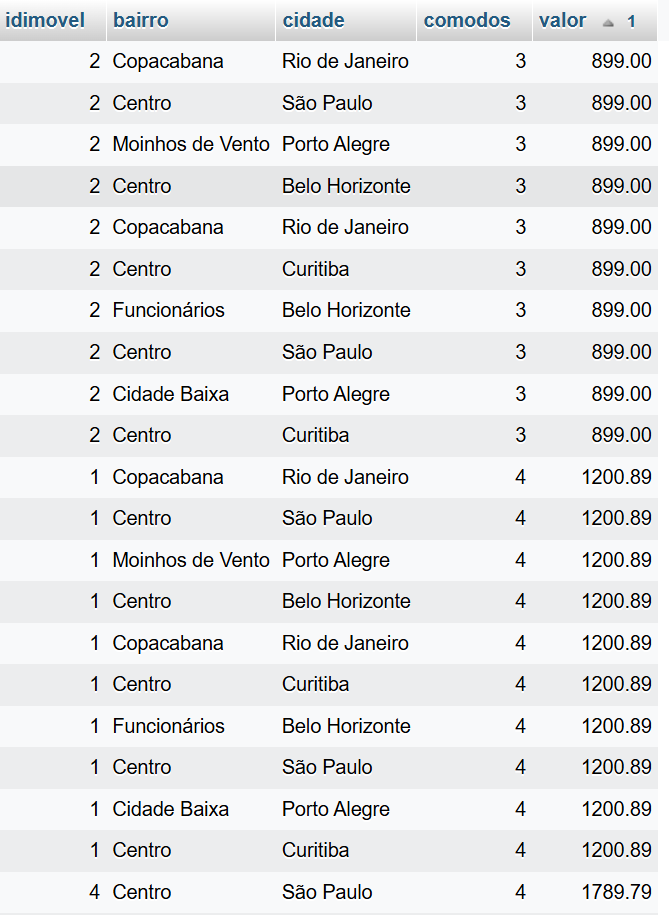 idimovel bairro cidade comodos valor 1
2 Copacabana Rio de Janeiro 3 899.00
2 Centro São Paulo 3 899.00
2 Moinhos de Vento Porto Alegre 3 899.00
2 Centro Belo Horizonte 3 899.00
2 Copacabana Rio de Janeiro 3 899.00
2 Centro Curitiba 3 899.00
2 Funcionários Belo Horizonte 3 899.00
2 Centro São Paulo 3 899.00
2 Cidade Baixa Porto Alegre 3 899.00
2 Centro Curitiba 3 899.00
1 Copacabana Rio de Janeiro 4 1200.89
1 Centro São Paulo 4 1200.89
1 Moinhos de Vento Porto Alegre 4 1200.89
1 Centro Belo Horizonte 4 1200.89
1 Copacabana Rio de Janeiro 4 1200.89
1 Centro Curitiba 4 1200.89
1 Funcionários Belo Horizonte 4 1200.89
1 Centro São Paulo 4 1200.89
1 Cidade Baixa Porto Alegre 4 1200.89
1 Centro Curitiba 4 1200.89
4 Centro São Paulo 4 1789.79